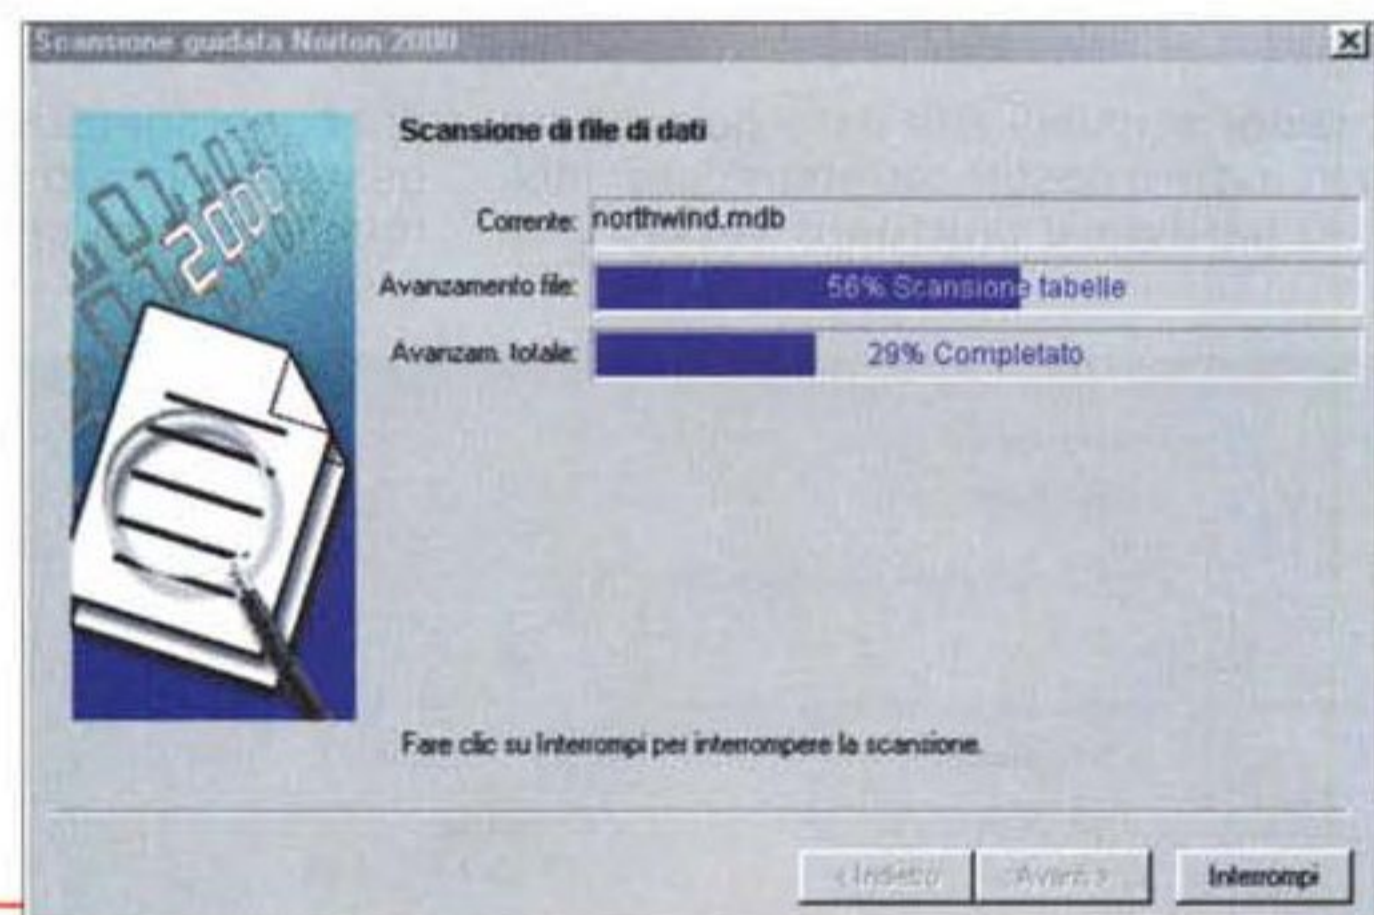 Scansione guidata Norton 2000
Scansione di file di dati
Corrente: northwind.mdb
Avanzamento file: 56% Scansione tabelle
Avanzam. totale: 29% Completato
Fare clic su Interrompi per interrompere la scansione.
< Indietro
Avanti >
Interrompi
2000